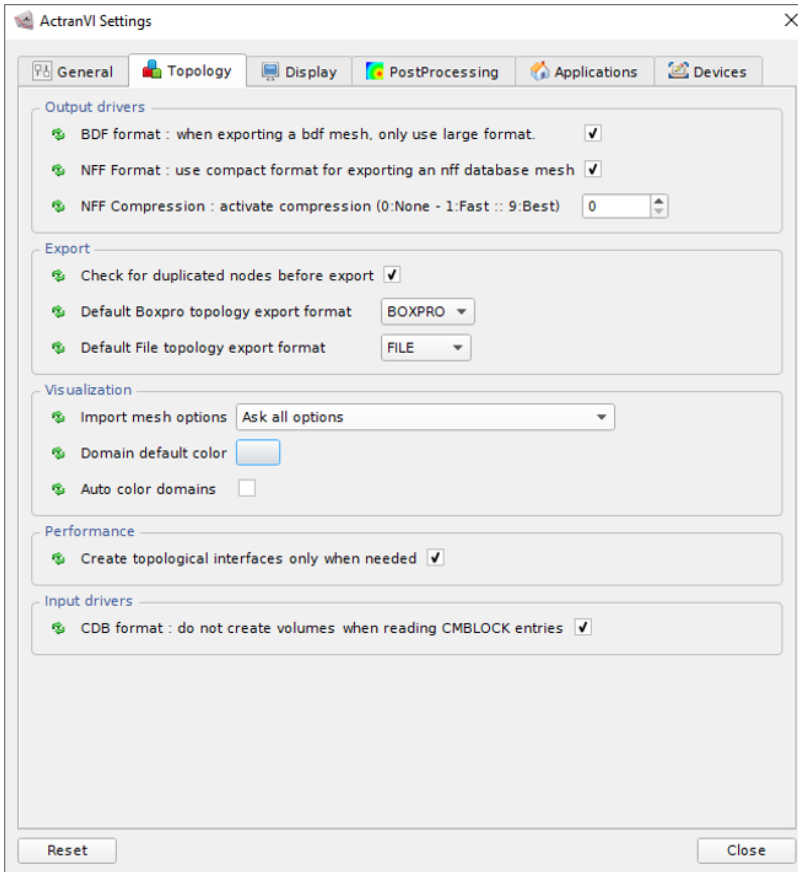 ActranVI Settings
General Topology Display PostProcessing Applications Devices
Output drivers
BDF format : when exporting a bdf mesh, only use large format.
NFF Format : use compact format for exporting an nff database mesh
NFF Compression : activate compression (0:None - 1:Fast :: 9:Best) 0
Export
Check for duplicated nodes before export
Default Boxpro topology export format BOXPRO
Default File topology export format FILE
Visualization
Import mesh options Ask all options
Domain default color
Auto color domains
Performance
Create topological interfaces only when needed
Input drivers
CDB format : do not create volumes when reading CMBLOCK entries
Reset Close